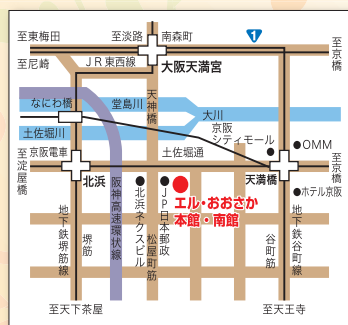 至東梅田
至淡路
南森町
1
至京橋
至尼崎
JR東西線
大阪天満宮
なにわ橋
堂島川
天神橋
大川
土佐堀川
京阪シティモール
OMM
至淀屋橋
京阪電車
土佐堀通
至京橋
北浜
天満橋
ホテル京阪
エル・おおさか
本館・南館
地下鉄堺筋線
堺筋
阪神高速環状線
北浜ネクスビル
松屋町筋
JP日本郵政
谷町筋
地下鉄谷町線
至天下茶屋
至天王寺